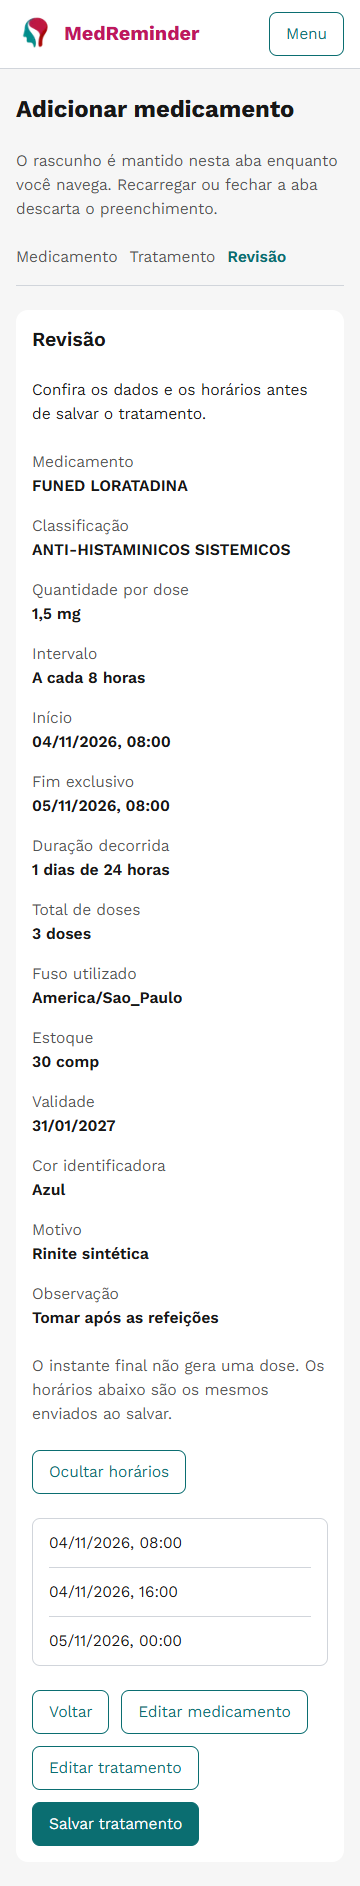 MedReminder
Menu
Adicionar medicamento
O rascunho é mantido nesta aba enquanto
você navega. Recarregar ou fechar a aba
descarta o preenchimento.
Medicamento Tratamento Revisão
Revisão
Confira os dados e os horários antes
de salvar o tratamento.
Medicamento
FUNED LORATADINA
Classificação
ANTI-HISTAMINICOS SISTEMICOS
Quantidade por dose
1,5 mg
Intervalo
A cada 8 horas
Início
04/11/2026, 08:00
Fim exclusivo
05/11/2026, 08:00
Duração decorrida
1 dias de 24 horas
Total de doses
3 doses
Fuso utilizado
America/Sao_Paulo
Estoque
30 comp
Validade
31/01/2027
Cor identificadora
Azul
Motivo
Rinite sintética
Observação
Tomar após as refeições
O instante final não gera uma dose. Os
horários abaixo são os mesmos
enviados ao salvar.
Ocultar horários
04/11/2026, 08:00
04/11/2026, 16:00
05/11/2026, 00:00
Voltar Editar medicamento
Editar tratamento
Salvar tratamento